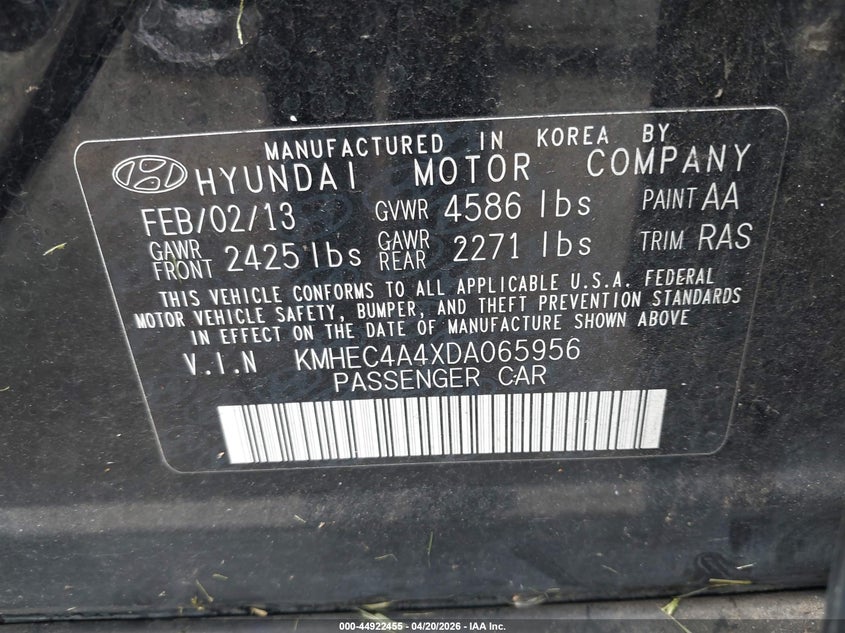 MANUFACTURED IN KOREA BY
HYUNDAI MOTOR COMPANY
FEB/02/13 GVWR 4586 lbs PAINT AA
GAWR FRONT 2425 lbs GAWR REAR 2271 lbs TRIM RAS
THIS VEHICLE CONFORMS TO ALL APPLICABLE U.S.A. FEDERAL
MOTOR VEHICLE SAFETY, BUMPER, AND THEFT PREVENTION STANDARDS
IN EFFECT ON THE DATE OF MANUFACTURE SHOWN ABOVE
V.I.N KMHEC4A4XDA065956
PASSENGER CAR
000-44922455 - 04/20/2026 - IAA Inc.